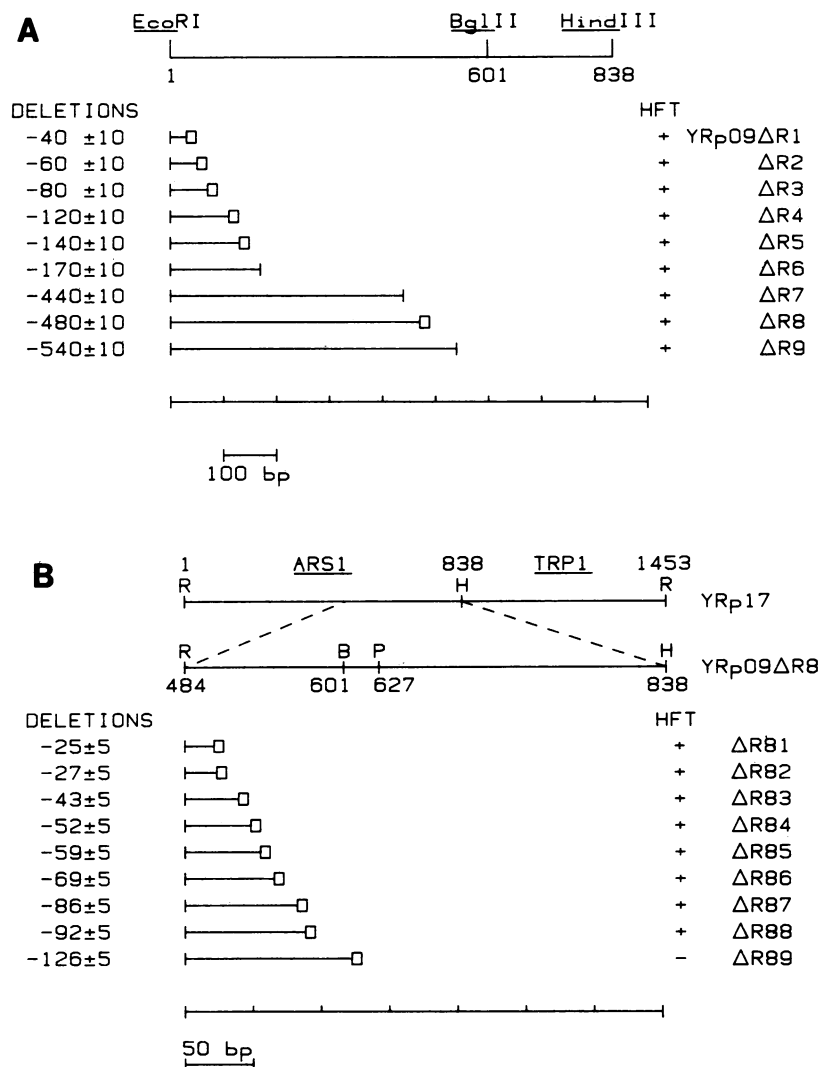 A
EcoRI BglII HindIII
1 601 838
DELETIONS HFT
-40 ±10 + YRp09ΔR1
-60 ±10 + ΔR2
-80 ±10 + ΔR3
-120±10 + ΔR4
-140±10 + ΔR5
-170±10 + ΔR6
-440±10 + ΔR7
-480±10 + ΔR8
-540±10 + ΔR9
100 bp
B
1 ARS1 838 TRP1 1453
R H R
YRp17
R B P H
YRp09ΔR8
484 601 627 838
DELETIONS HFT
-25±5 + ΔR81
-27±5 + ΔR82
-43±5 + ΔR83
-52±5 + ΔR84
-59±5 + ΔR85
-69±5 + ΔR86
-86±5 + ΔR87
-92±5 + ΔR88
-126±5 - ΔR89
50 bp